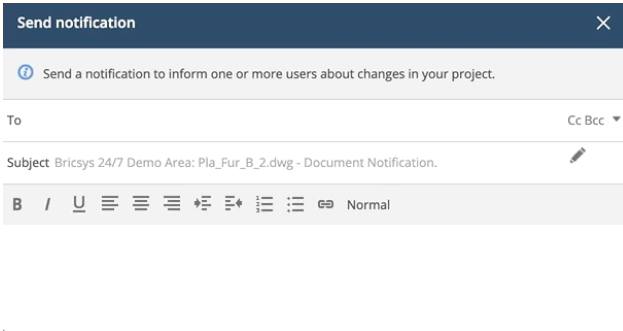 Send notification
Send a notification to inform one or more users about changes in your project.
To Cc Bcc
Subject Bricsys 24/7 Demo Area: Pla_Fur_B_2.dwg - Document Notification.
B I U Normal